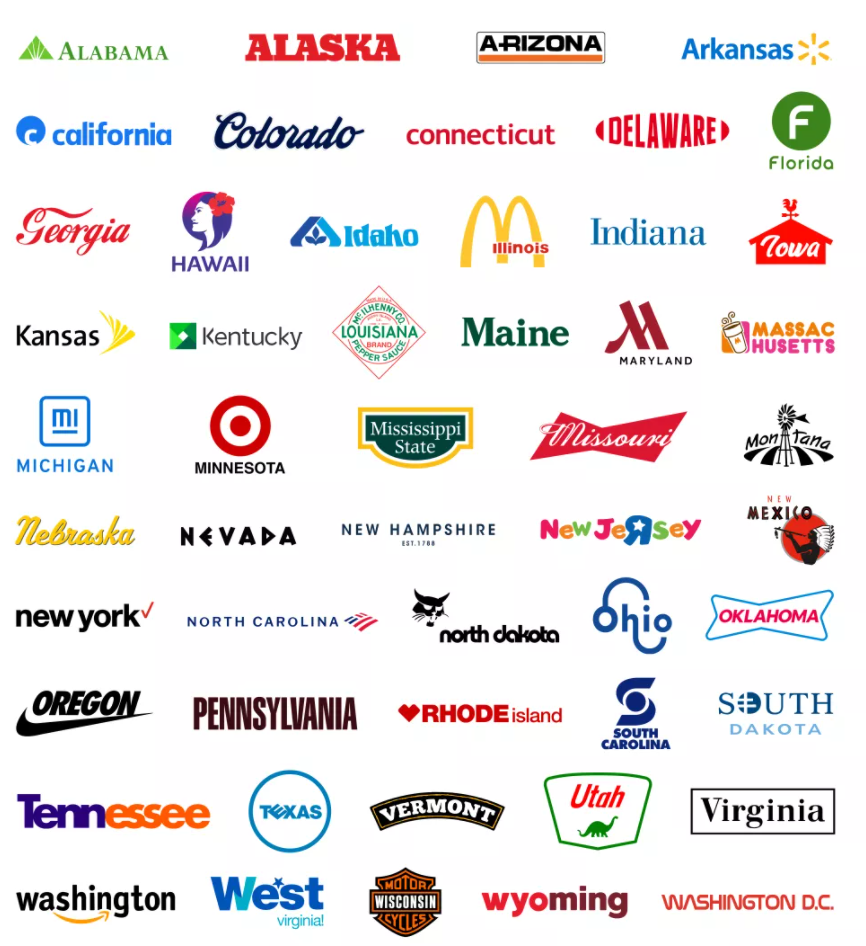 ALABAMA
ALASKA
ARIZONA
Arkansas
california
Colorado
connecticut
DELAWARE
F
Florida
Georgia
HAWAII
Idaho
Illinois
Indiana
Iowa
Kansas
Kentucky
McILHENNY CO.
LOUISIANA
BRAND
PEPPER SAUCE
Maine
M
MARYLAND
MASSAC
HUSETTS
mi
MICHIGAN
MINNESOTA
Mississippi
State
Missouri
Montana
Nebraska
NEVADA
NEW HAMPSHIRE
EST.1788
New Jersey
NEW
MEXICO
new york
NORTH CAROLINA
north dakota
Ohio
OKLAHOMA
OREGON
PENNSYLVANIA
RHODE island
S
SOUTH
CAROLINA
SOUTH
DAKOTA
Tennessee
TEXAS
VERMONT
Utah
Virginia
washington
West
virginia!
MOTOR
WISCONSIN
CYCLES
wyoming
WASHINGTON D.C.